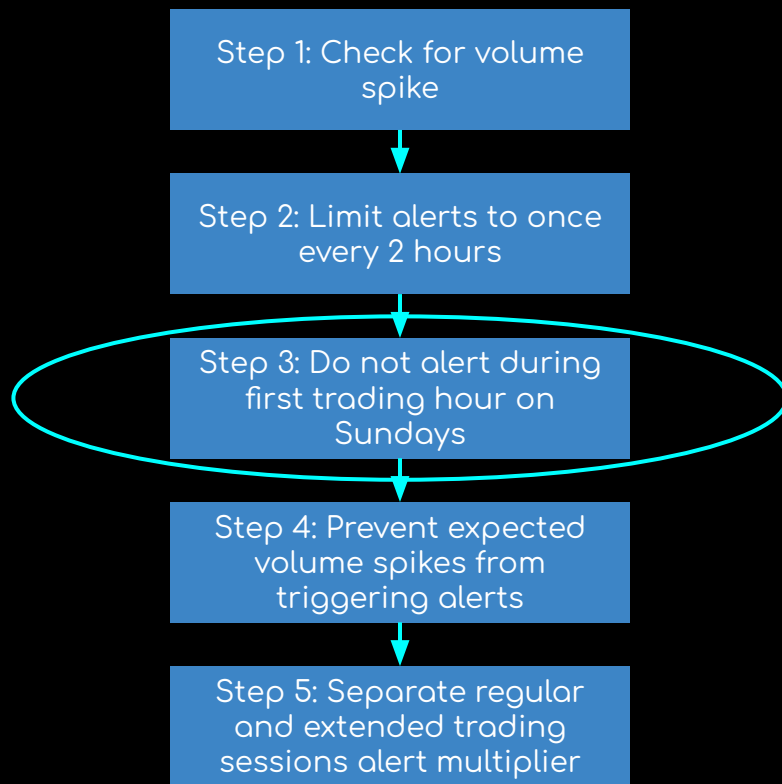 Step 1: Check for volume
spike
Step 2: Limit alerts to once
every 2 hours
Step 3: Do not alert during
first trading hour on
Sundays
Step 4: Prevent expected
volume spikes from
triggering alerts
Step 5: Separate regular
and extended trading
sessions alert multiplier